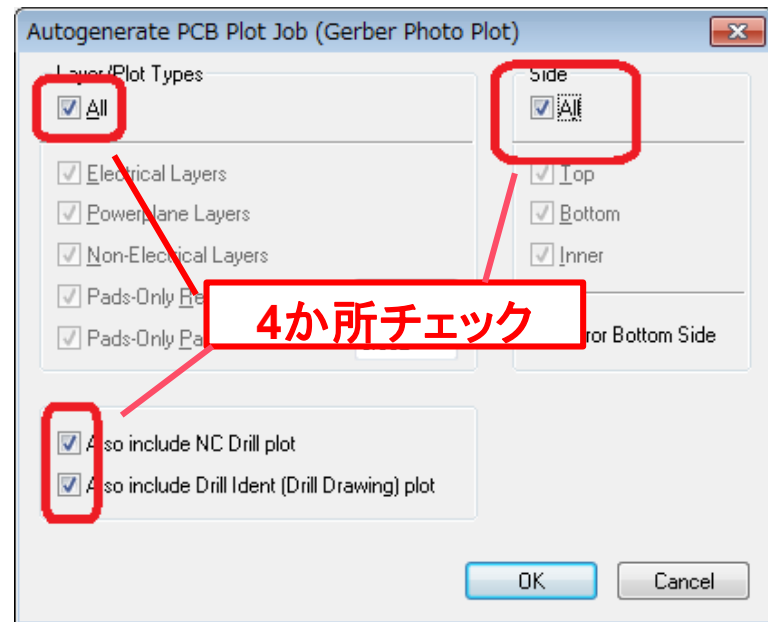 Autogenerate PCB Plot Job (Gerber Photo Plot)
Layer/Plot Types
All
Electrical Layers
Powerplane Layers
Non-Electrical Layers
Pads-Only
Pads-Only
Side
All
Top
Bottom
Inner
Bottom Side
4か所チェック
Also include NC Drill plot
Also include Drill Ident (Drill Drawing) plot
OK
Cancel